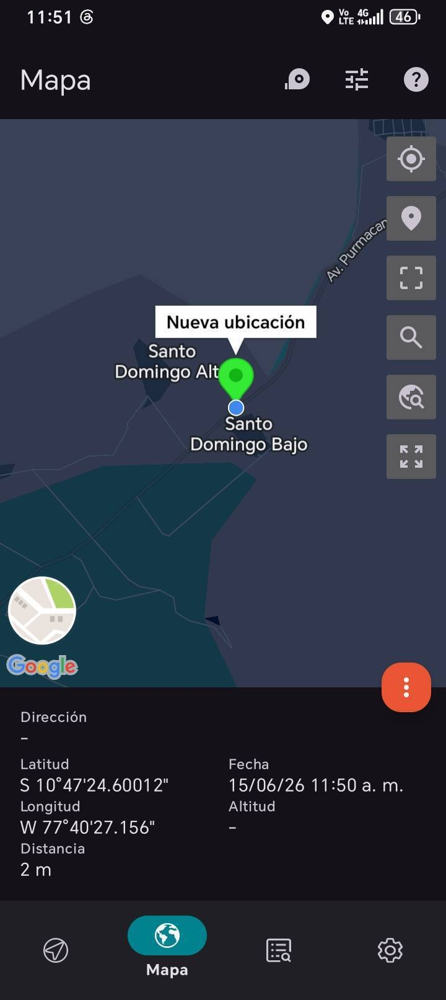 11:51
Vo
LTE
4G
46
Mapa
Av. Purmacan
Nueva ubicación
Santo
Domingo Alt
Santo
Domingo Bajo
Google
Dirección
-
Latitud
S 10°47'24.60012"
Fecha
15/06/26 11:50 a. m.
Longitud
W 77°40'27.156"
Altitud
-
Distancia
2 m
Mapa